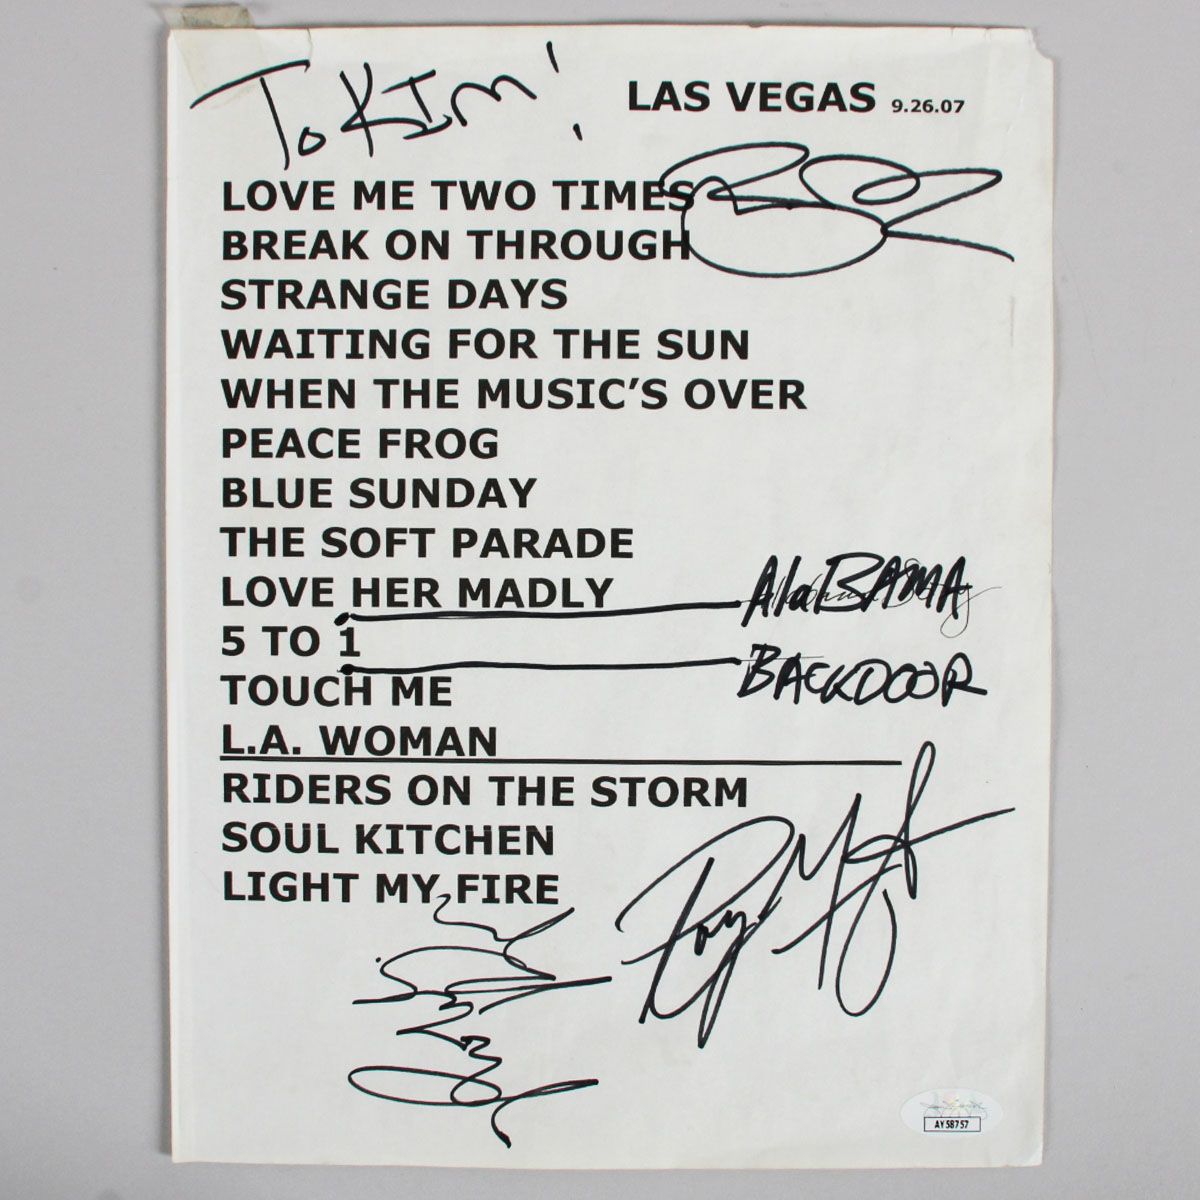 To KIM!
LAS VEGAS 9.26.07
LOVE ME TWO TIMES
BREAK ON THROUGH
STRANGE DAYS
WAITING FOR THE SUN
WHEN THE MUSIC'S OVER
PEACE FROG
BLUE SUNDAY
THE SOFT PARADE
LOVE HER MADLY
AlaBAMA
5 TO 1
BACKDOOR
TOUCH ME
L.A. WOMAN
RIDERS ON THE STORM
SOUL KITCHEN
LIGHT MY FIRE
Ray
AY58757